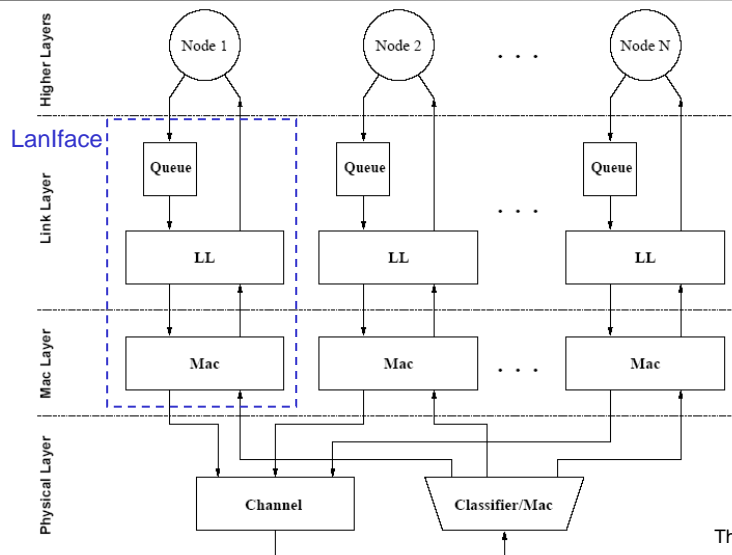 Higher Layers
Node 1
Node 2
. . .
Node N
LanIface
Link Layer
Queue
Queue
Queue
. . .
LL
LL
LL
Mac Layer
Mac
Mac
. . .
Mac
Physical Layer
Channel
Classifier/Mac
Th